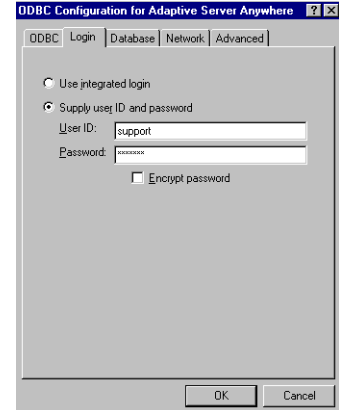 ODBC Configuration for Adaptive Server Anywhere
ODBC Login Database Network Advanced
Use integrated login
Supply user ID and password
User ID: support
Password: xxxxxxx
Encrypt password
OK Cancel